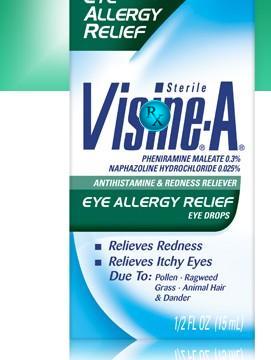 EYE
ALLERGY
RELIEF
Sterile
Visine-A®
RX
PHENIRAMINE MALEATE 0.3%
NAPHAZOLINE HYDROCHLORIDE 0.025%
ANTIHISTAMINE & REDNESS RELIEVER
EYE ALLERGY RELIEF
EYE DROPS
■ Relieves Redness
■ Relieves Itchy Eyes
Due To: Pollen · Ragweed
Grass · Animal Hair
& Dander
1/2 FL OZ (15 mL)